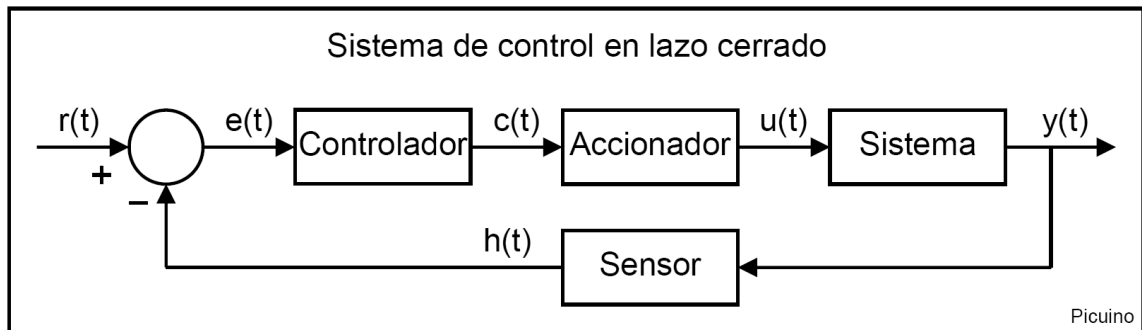 Sistema de control en lazo cerrado
r(t) e(t) Controlador c(t) Accionador u(t) Sistema y(t)
+
−
h(t) Sensor
Picuino